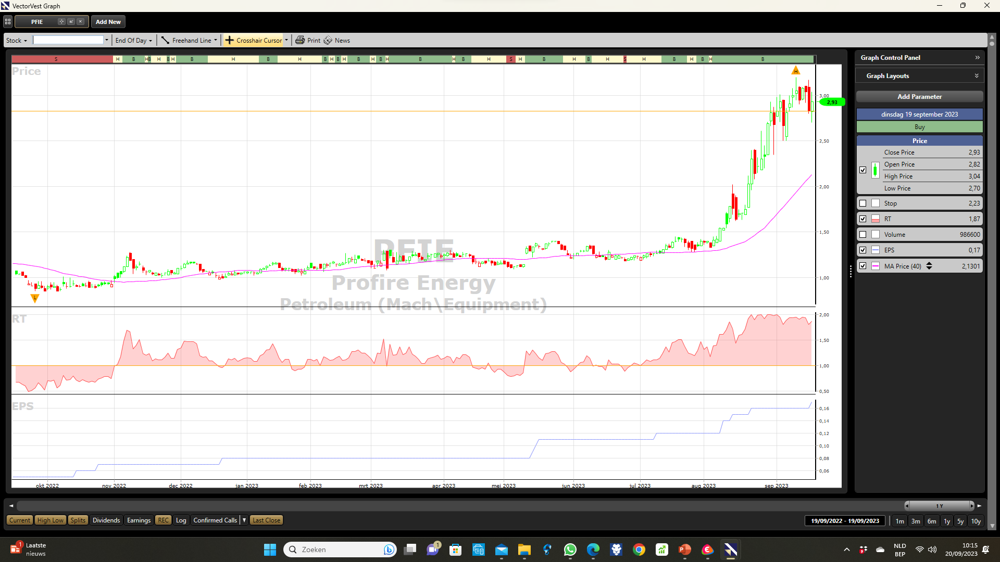 VectorVest Graph
PFIE
Add New
Stock
End Of Day
Freehand Line
Crosshair Cursor
Print
News
S H B H B H B H B H B H B H B H B H B H B H B H S H B H B H S H B H B H B
Price
H
3,00
2,93
2,50
2,00
1,50
1,00
L
PFIE
Profire Energy
Petroleum (Mach\Equipment)
RT
2,00
1,50
1,00
0,50
EPS
0,16
0,14
0,12
0,10
0,08
0,06
okt 2022 nov 2022 dec 2022 jan 2023 feb 2023 mrt 2023 apr 2023 mei 2023 jun 2023 jul 2023 aug 2023 sep 2023
Graph Control Panel
Graph Layouts
Add Parameter
dinsdag 19 september 2023
Buy
Price
Close Price 2,93
Open Price 2,82
High Price 3,04
Low Price 2,70
Stop 2,23
RT 1,87
Volume 986600
EPS 0,17
MA Price (40) 2,1301
1 Y
Current High Low Splits Dividends Earnings REC Log Confirmed Calls Last Close
19/09/2022 - 19/09/2023
1m 3m 6m 1y 5y 10y
1
Laatste
nieuws
Zoeken
1
NLD
BEP
10:15
20/09/2023